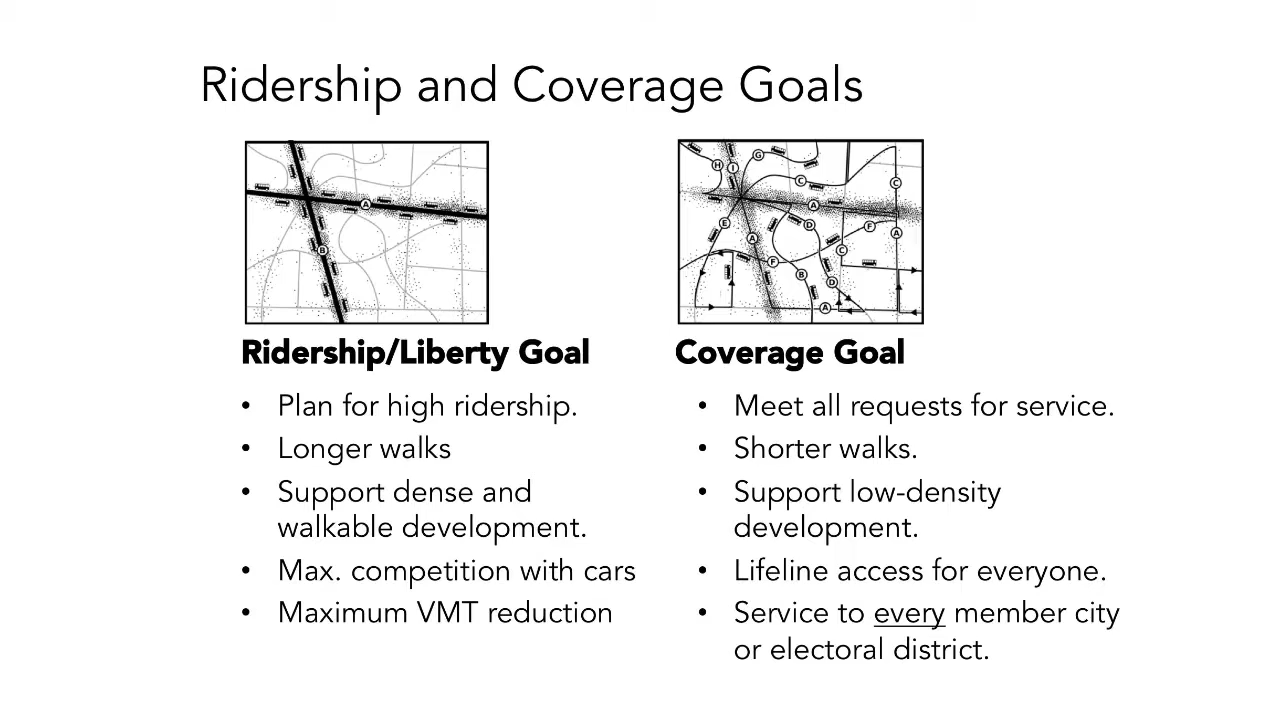 Ridership and Coverage Goals
A
B
H
I
G
C
C
A
E
A
D
F
A
C
F
B
D
A
Ridership/Liberty Goal
• Plan for high ridership.
• Longer walks
• Support dense and
walkable development.
• Max. competition with cars
• Maximum VMT reduction
Coverage Goal
• Meet all requests for service.
• Shorter walks.
• Support low-density
development.
• Lifeline access for everyone.
• Service to every member city
or electoral district.